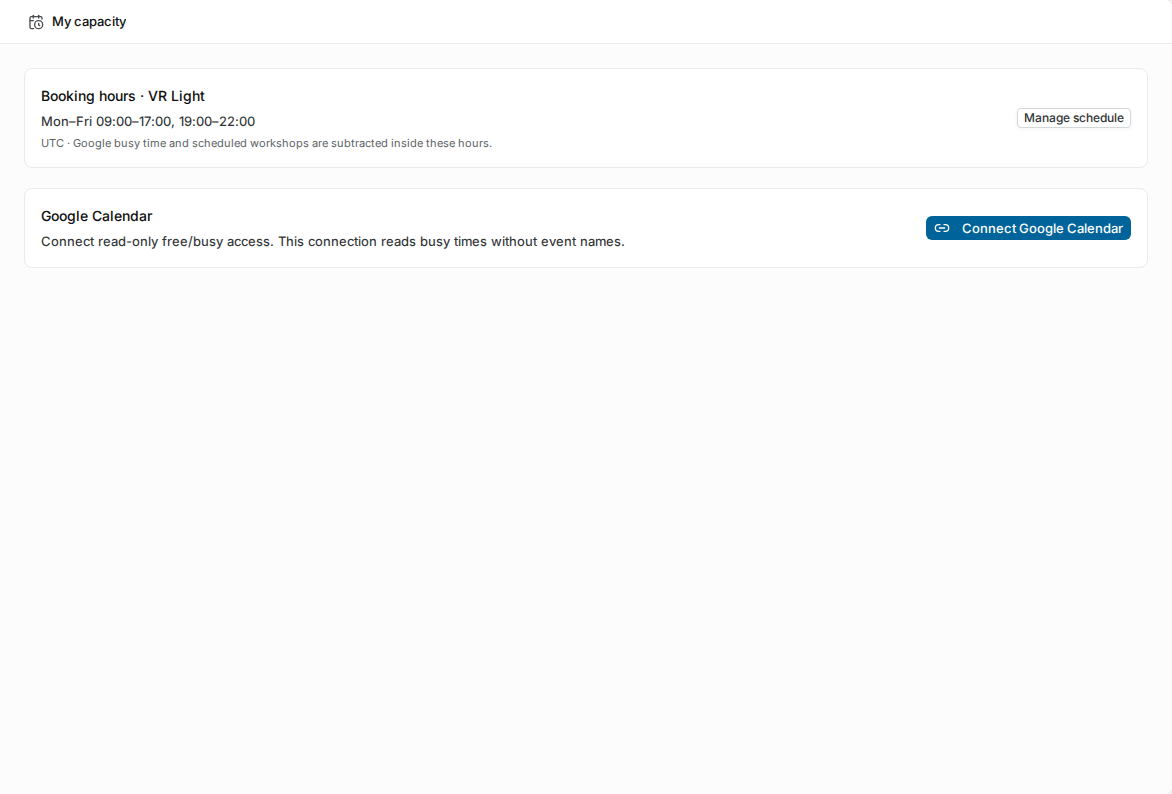 My capacity
Booking hours · VR Light
Mon–Fri 09:00–17:00, 19:00–22:00
UTC · Google busy time and scheduled workshops are subtracted inside these hours.
Manage schedule
Google Calendar
Connect read-only free/busy access. This connection reads busy times without event names.
Connect Google Calendar